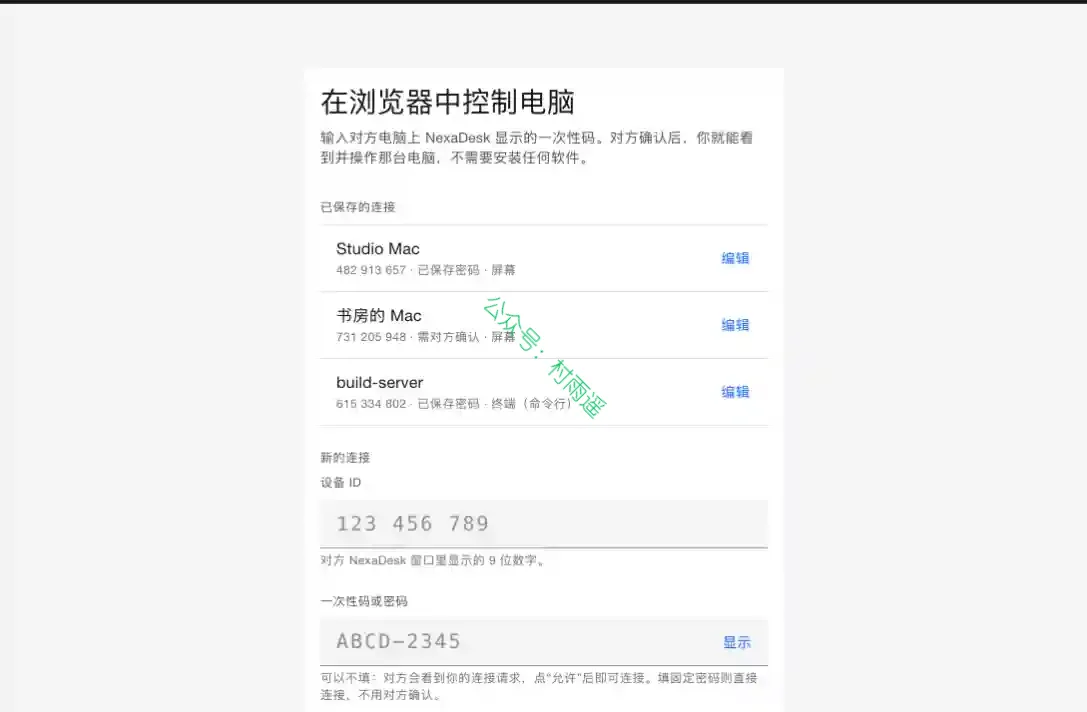 在浏览器中控制电脑
输入对方电脑上 NexaDesk 显示的一次性码。对方确认后，你就能看
到并操作那台电脑，不需要安装任何软件。
已保存的连接
Studio Mac
482 913 657 · 已保存密码 · 屏幕
编辑
书房的 Mac
731 205 948 · 需对方确认 · 屏幕
编辑
build-server
615 334 802 · 已保存密码 · 终端（命令行）
编辑
公众号：村雨遥
新的连接
设备 ID
123 456 789
对方 NexaDesk 窗口里显示的 9 位数字。
一次性码或密码
ABCD-2345
显示
可以不填：对方会看到你的连接请求，点“允许”后即可连接。填固定密码则直接
连接、不用对方确认。